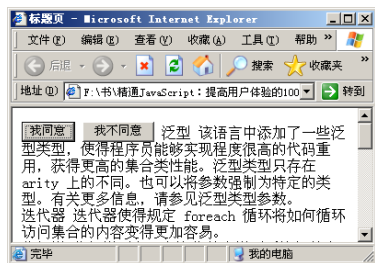 标题页 - Microsoft Internet Explorer
文件(F) 编辑(E) 查看(V) 收藏(A) 工具(T) 帮助 »
后退 搜索 收藏夹 »
地址(D) F:\书\精通JavaScript：提高用户体验的100 转到
我同意 我不同意 泛型 该语言中添加了一些泛
型类型，使得程序员能够实现程度很高的代码重
用，获得更高的集合类性能。泛型类型只存在
arity 上的不同。也可以将参数强制为特定的类
型。有关更多信息，请参见泛型类型参数。
迭代器 迭代器使得规定 foreach 循环将如何循环
访问集合的内容变得更加容易。
完毕 我的电脑